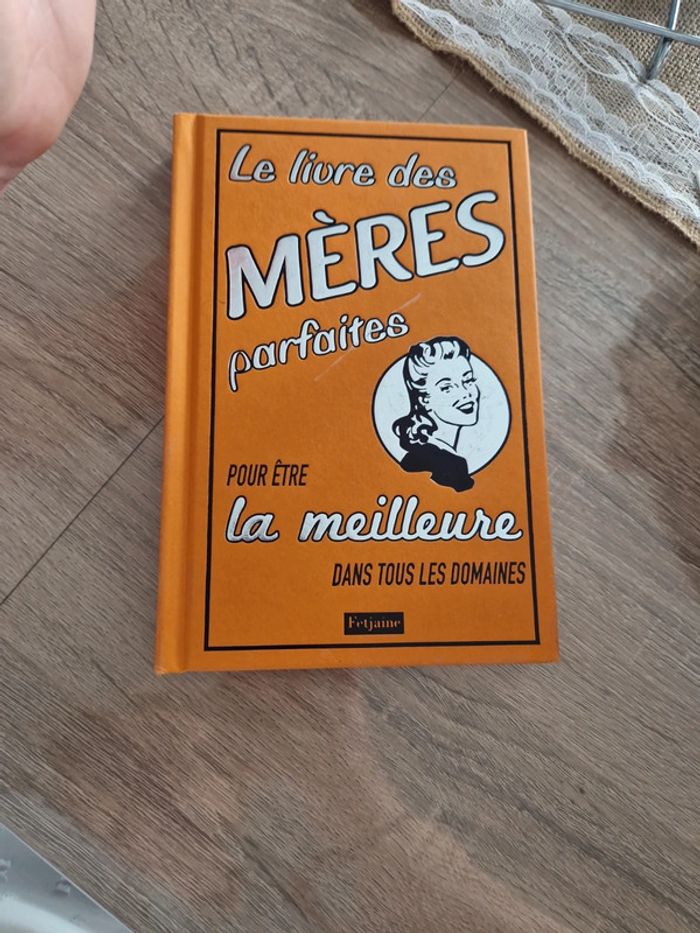 Le livre des
MÈRES
parfaites
POUR ÊTRE
la meilleure
DANS TOUS LES DOMAINES
Fetjaine